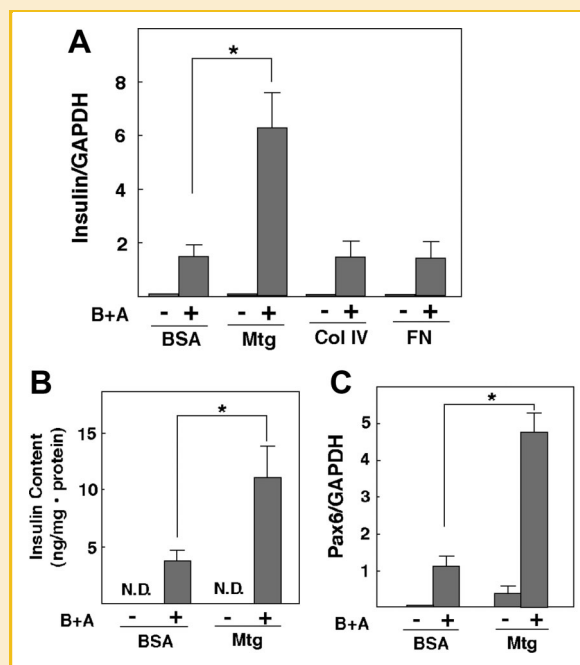 A
*
Insulin/GAPDH
8
6
4
2
B+A - + - + - + - +
BSA Mtg Col IV FN
B
*
Insulin Content
(ng/mg • protein)
15
10
5
N.D. N.D.
B+A - + - +
BSA Mtg
C
*
Pax6/GAPDH
5
4
3
2
1
B+A - + - +
BSA Mtg